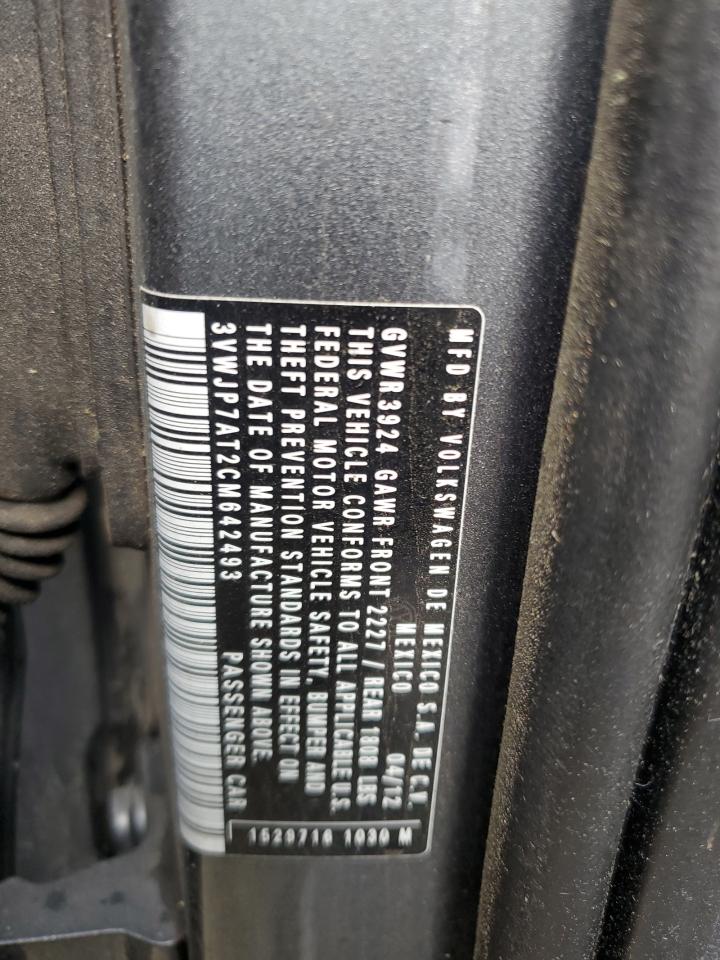 MFD BY VOLKSWAGEN DE MEXICO S.A. DE C.V.
MEXICO 04/12
GVWR 3924 GAWR FRONT 2227 / REAR 1808 LBS
THIS VEHICLE CONFORMS TO ALL APPLICABLE U.S.
FEDERAL MOTOR VEHICLE SAFETY, BUMPER AND
THEFT PREVENTION STANDARDS IN EFFECT ON
THE DATE OF MANUFACTURE SHOWN ABOVE.
3VWJP7AT2CM642493 PASSENGER CAR
1529716 1030 M